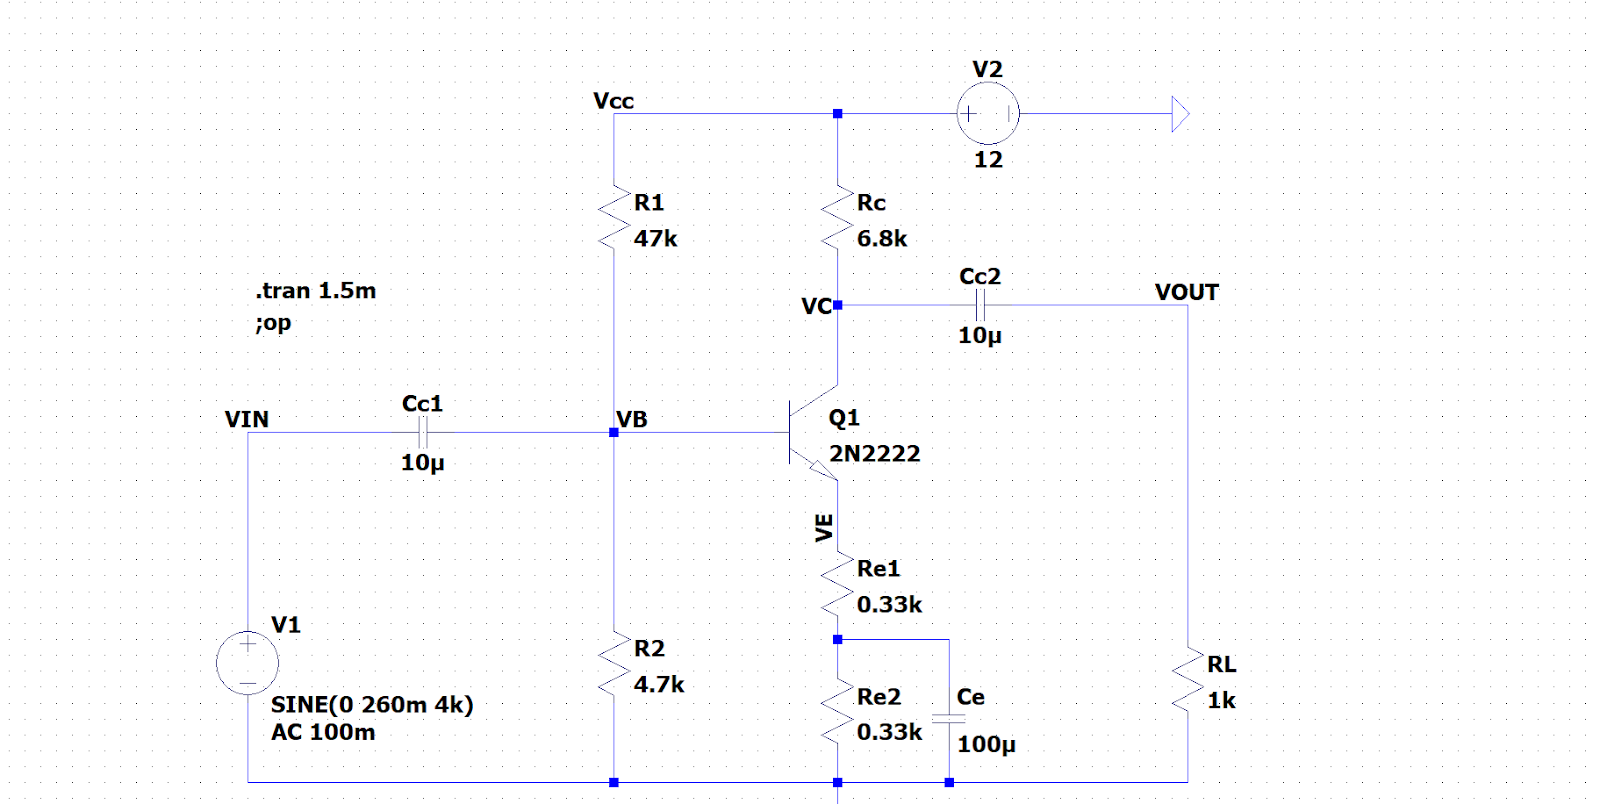 V2
Vcc
12
R1
47k
Rc
6.8k
.tran 1.5m
;op
Cc2
VOUT
VC
10µ
Cc1
VIN
VB
10µ
Q1
2N2222
VE
Re1
0.33k
V1
R2
4.7k
RL
1k
SINE(0 260m 4k)
AC 100m
Re2
0.33k
Ce
100µ